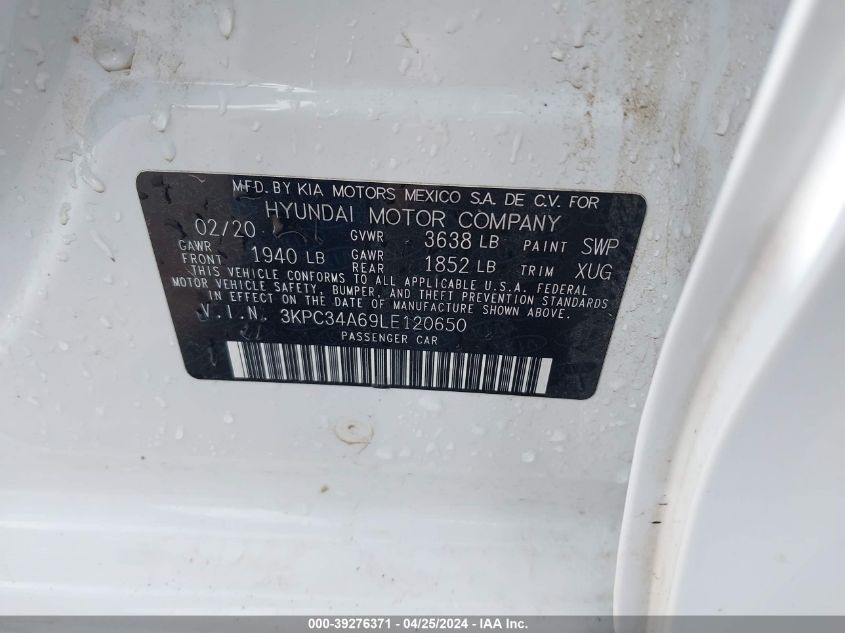 MFD. BY KIA MOTORS MEXICO S.A. DE C.V. FOR
HYUNDAI MOTOR COMPANY
02/20 GVWR 3638 LB PAINT SWP
GAWR FRONT 1940 LB GAWR REAR 1852 LB TRIM XUG
THIS VEHICLE CONFORMS TO ALL APPLICABLE U.S.A. FEDERAL
MOTOR VEHICLE SAFETY, BUMPER, AND THEFT PREVENTION STANDARDS
IN EFFECT ON THE DATE OF MANUFACTURE SHOWN ABOVE.
V.I.N. 3KPC34A69LE120650
PASSENGER CAR
000-39276371 - 04/25/2024 - IAA Inc.